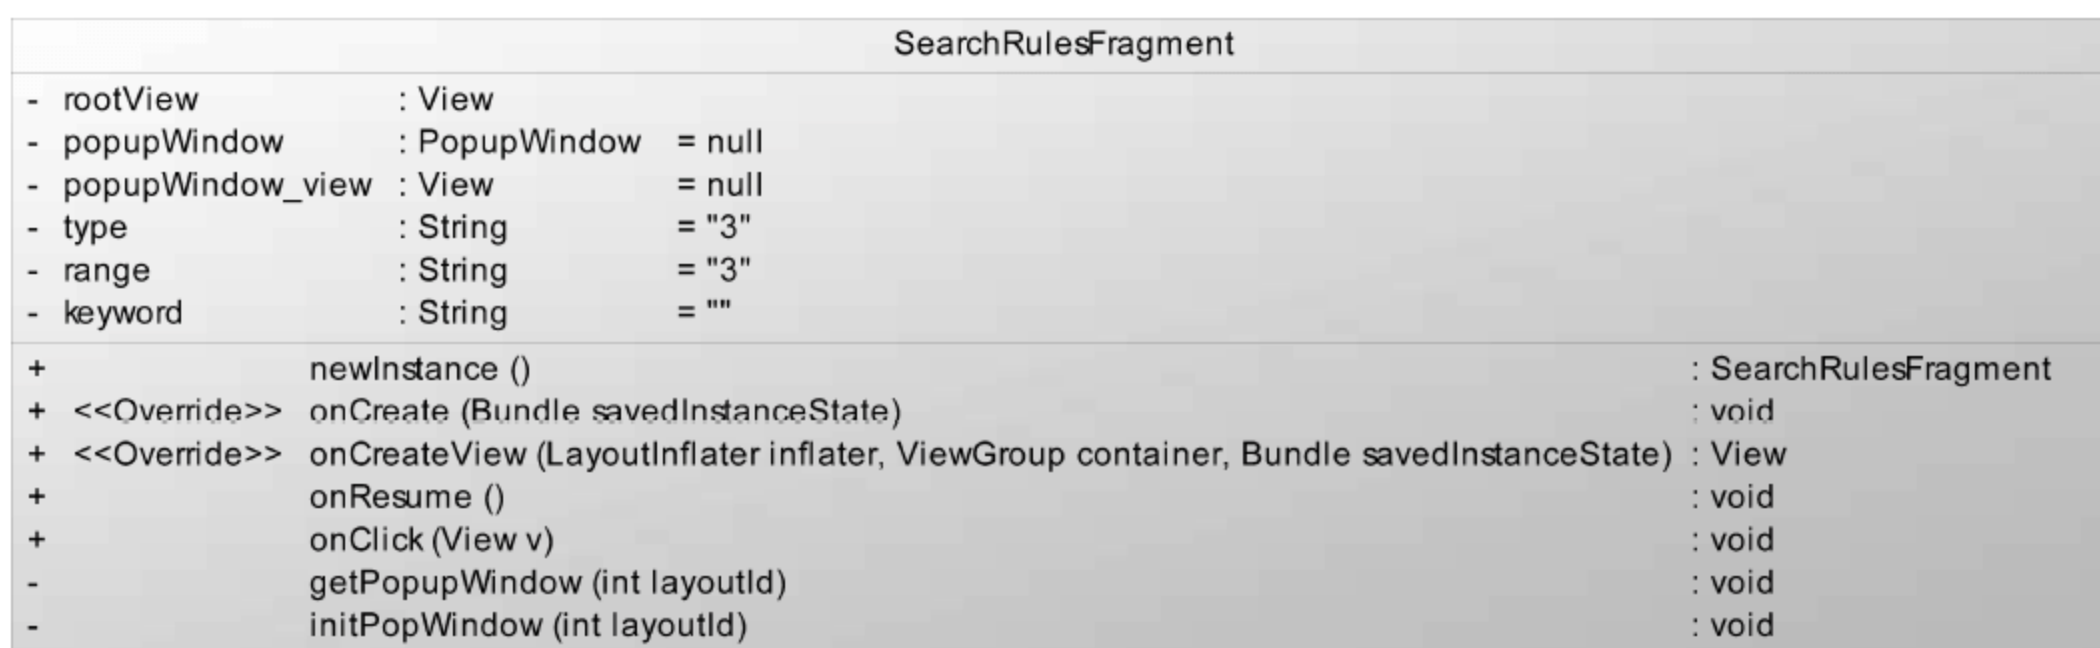 SearchRulesFragment
- rootView : View
- popupWindow : PopupWindow = null
- popupWindow_view : View = null
- type : String = "3"
- range : String = "3"
- keyword : String = ""
+ newInstance () : SearchRulesFragment
+ <<Override>> onCreate (Bundle savedInstanceState) : void
+ <<Override>> onCreateView (LayoutInflater inflater, ViewGroup container, Bundle savedInstanceState) : View
+ onResume () : void
+ onClick (View v) : void
- getPopupWindow (int layoutId) : void
- initPopWindow (int layoutId) : void